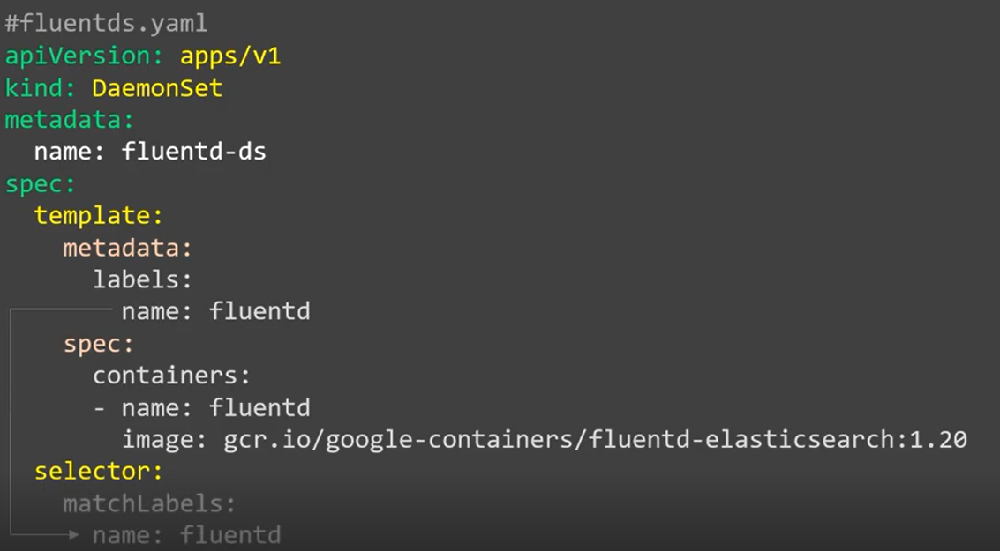 #fluentds.yaml
apiVersion: apps/v1
kind: DaemonSet
metadata:
  name: fluentd-ds
spec:
  template:
    metadata:
      labels:
        name: fluentd
    spec:
      containers:
      - name: fluentd
        image: gcr.io/google-containers/fluentd-elasticsearch:1.20
  selector:
    matchLabels:
      name: fluentd